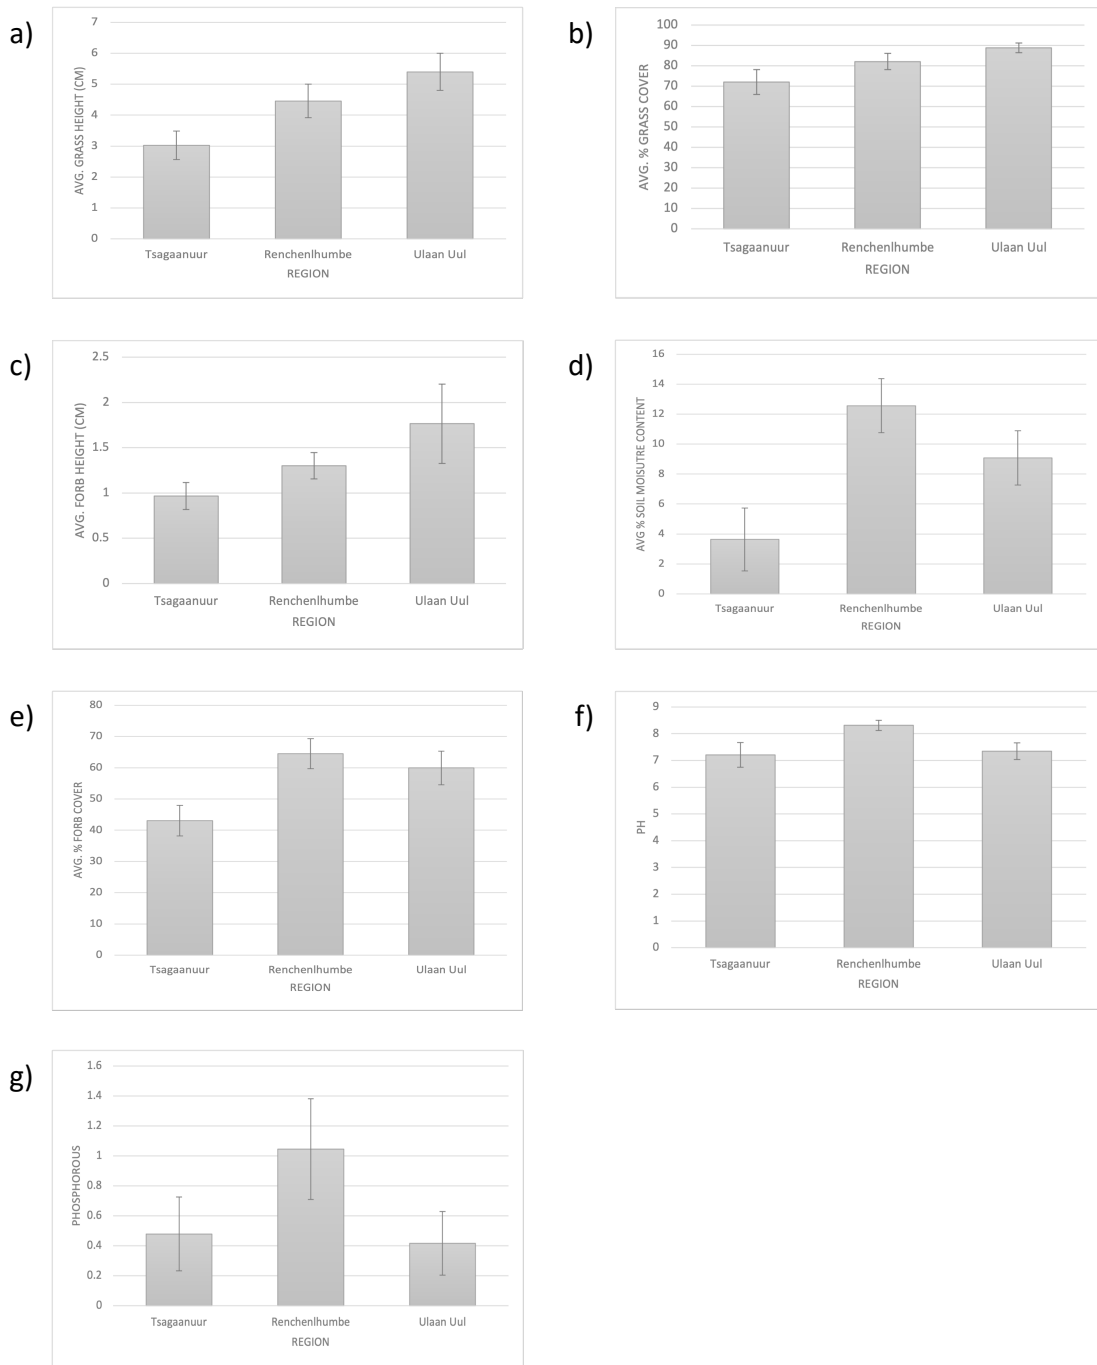 a)
7
6
5
4
3
2
1
0
AVG. GRASS HEIGHT (CM)
Tsagaanuur Renchenlhumbe Ulaan Uul
REGION
b)
100
90
80
70
60
50
40
30
20
10
0
AVG. % GRASS COVER
Tsagaanuur Renchenlhumbe Ulaan Uul
REGION
c)
2.5
2
1.5
1
0.5
0
AVG. FORB HEIGHT (CM)
Tsagaanuur Renchenlhumbe Ulaan Uul
REGION
d)
16
14
12
10
8
6
4
2
0
AVG % SOIL MOISUTRE CONTENT
Tsagaanuur Renchenlhumbe Ulaan Uul
REGION
e)
80
70
60
50
40
30
20
10
0
AVG. % FORB COVER
Tsagaanuur Renchenlhumbe Ulaan Uul
REGION
f)
9
8
7
6
5
4
3
2
1
0
PH
Tsagaanuur Renchenlhumbe Ulaan Uul
REGION
g)
1.6
1.4
1.2
1
0.8
0.6
0.4
0.2
0
PHOSPHOROUS
Tsagaanuur Renchenlhumbe Ulaan Uul
REGION